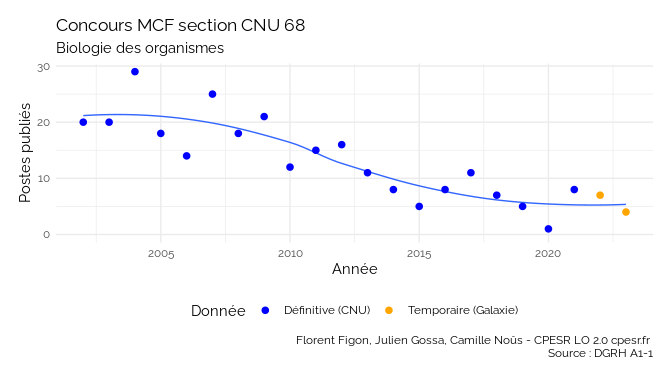 Concours MCF section CNU 68
Biologie des organismes
Postes publiés
30
20
10
0
2005 2010 2015 2020
Année
Donnée Définitive (CNU) Temporaire (Galaxie)
Florent Figon, Julien Gossa, Camille Noûs - CPESR LO 2.0 cpesr.fr
Source : DGRH A1-1